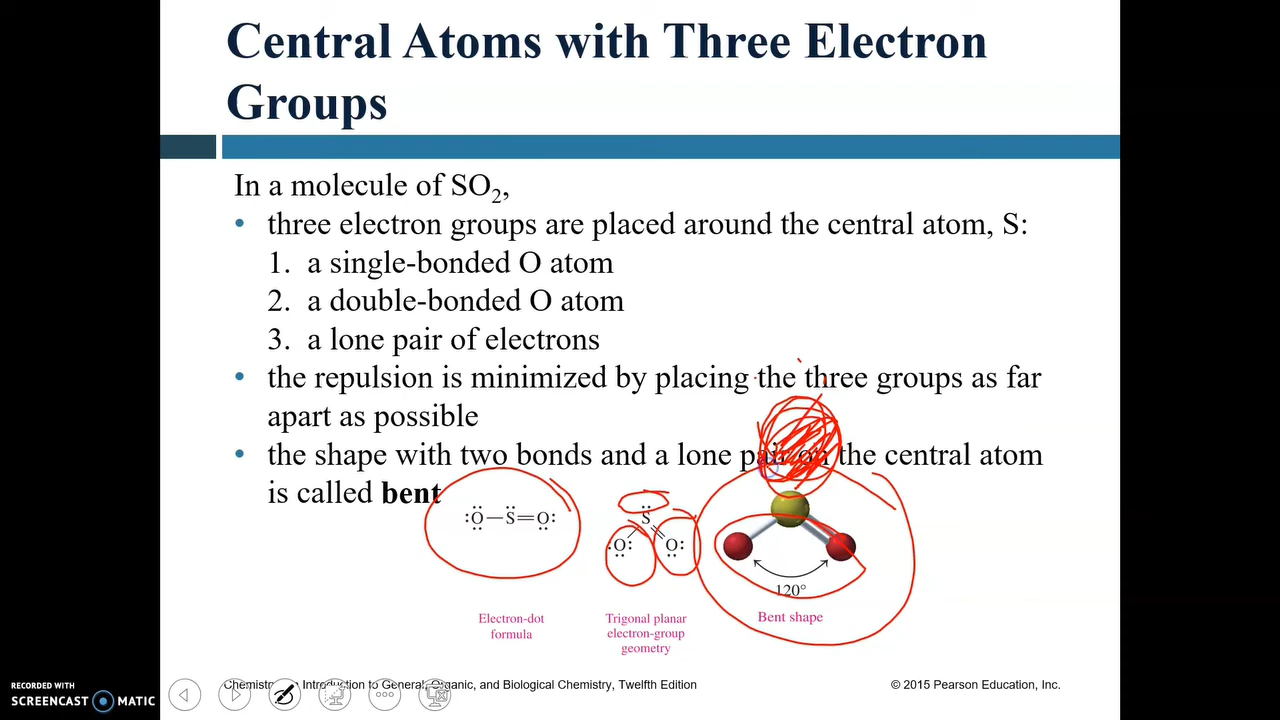 Central Atoms with Three Electron
Groups
In a molecule of SO₂,
• three electron groups are placed around the central atom, S:
1. a single-bonded O atom
2. a double-bonded O atom
3. a lone pair of electrons
• the repulsion is minimized by placing the three groups as far
apart as possible
• the shape with two bonds and a lone pair on the central atom
is called bent
:O—S=O:
S
:O: O:
120°
Electron-dot
formula
Trigonal planar
electron-group
geometry
Bent shape
RECORDED WITH
SCREENCAST MATIC
Chemistry: An Introduction to General, Organic, and Biological Chemistry, Twelfth Edition
© 2015 Pearson Education, Inc.